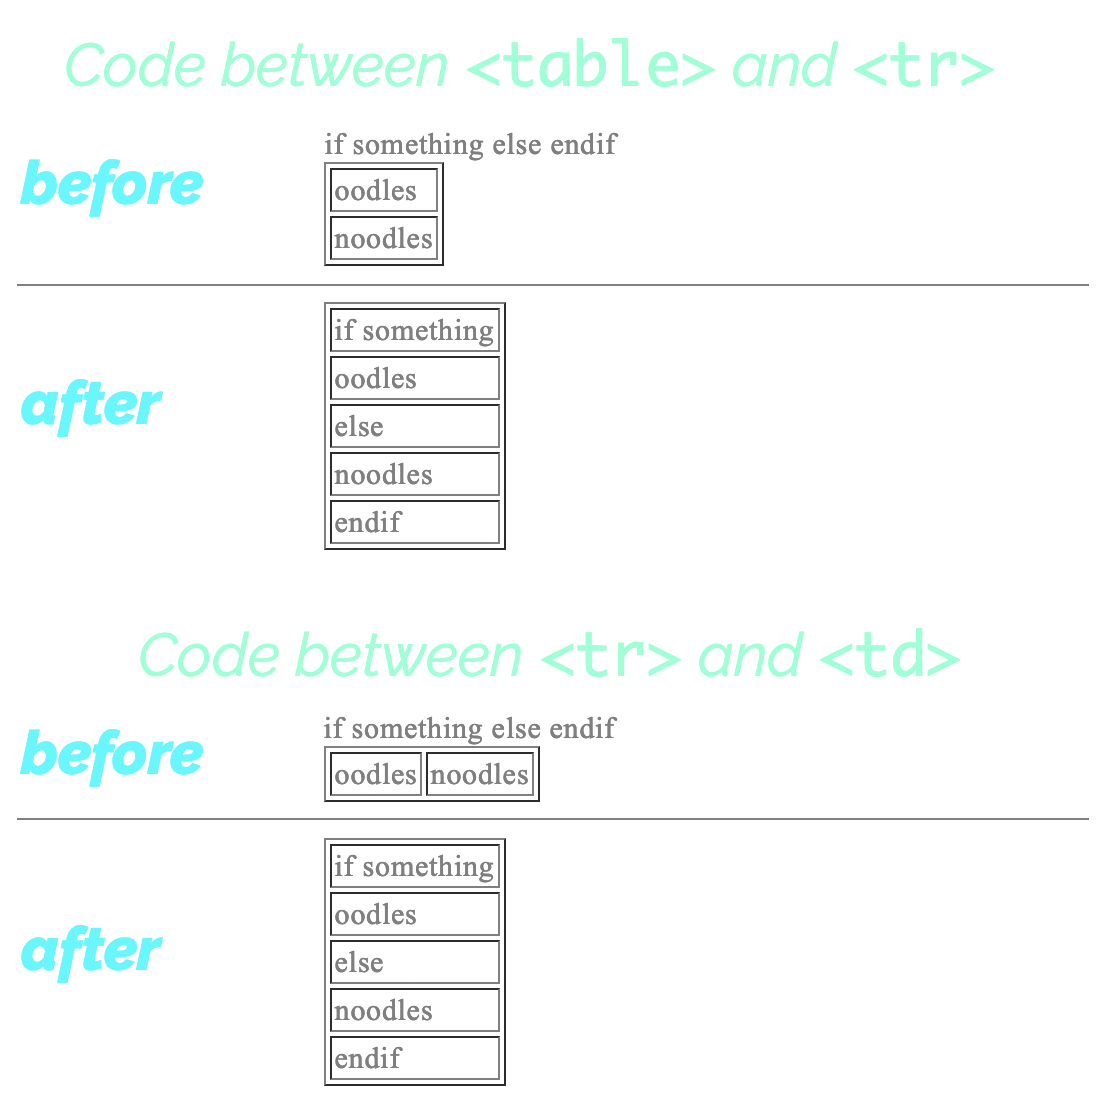 Code between <table> and <tr>
before
if something else endif
oodles
noodles
after
if something
oodles
else
noodles
endif
Code between <tr> and <td>
before
if something else endif
oodles noodles
after
if something
oodles
else
noodles
endif